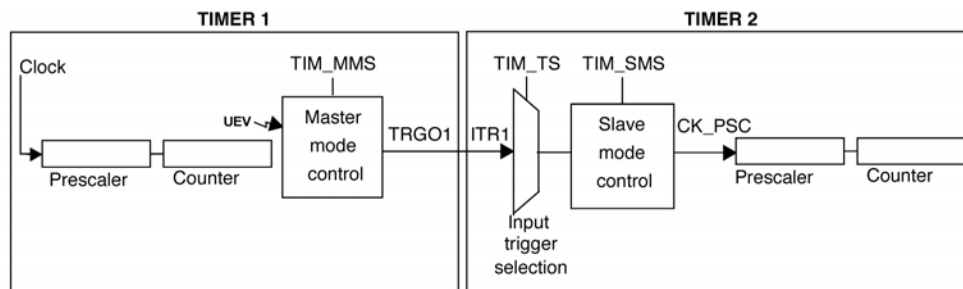 TIMER 1
TIMER 2
Clock
TIM_MMS
TIM_TS
TIM_SMS
UEV
Master
mode
control
TRGO1
ITR1
Slave
mode
control
CK_PSC
Prescaler
Counter
Prescaler
Counter
Input
trigger
selection